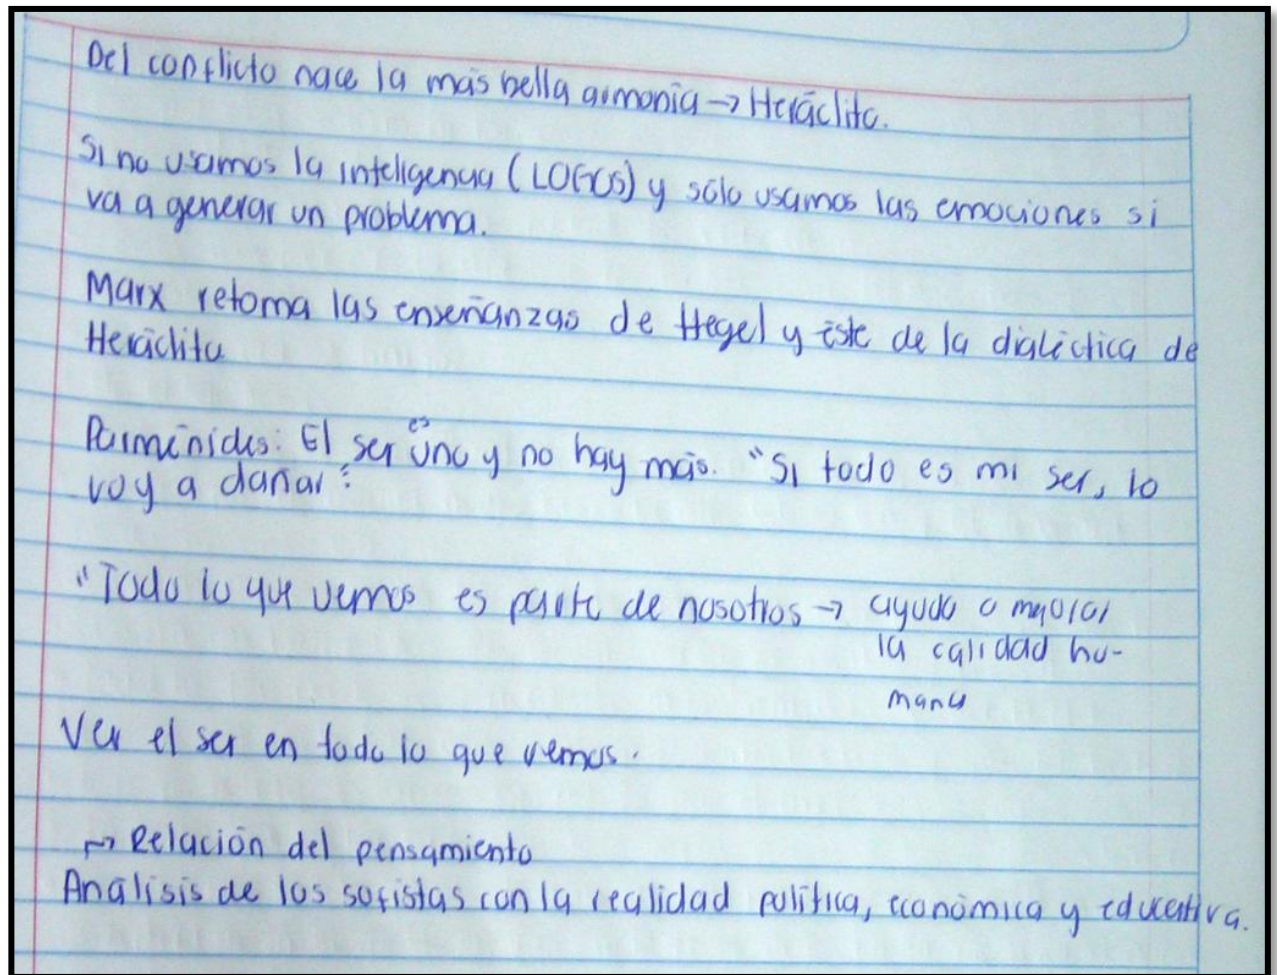 Del conflicto nace la más bella armonía → Heráclito.
Si no usamos la inteligencia (LOGOS) y sólo usamos las emociones si
va a generar un problema.
Marx retoma las enseñanzas de Hegel y éste de la dialéctica de
Heráclito
Parménides: El ser es uno y no hay más. "Si todo es mi ser, lo
voy a dañar?
"Todo lo que vemos es parte de nosotros → ayuda a mejorar
la calidad hu-
mana
Ver el ser en todo lo que vemos.
↪ Relación del pensamiento
Análisis de los sofistas con la realidad política, económica y educativa.